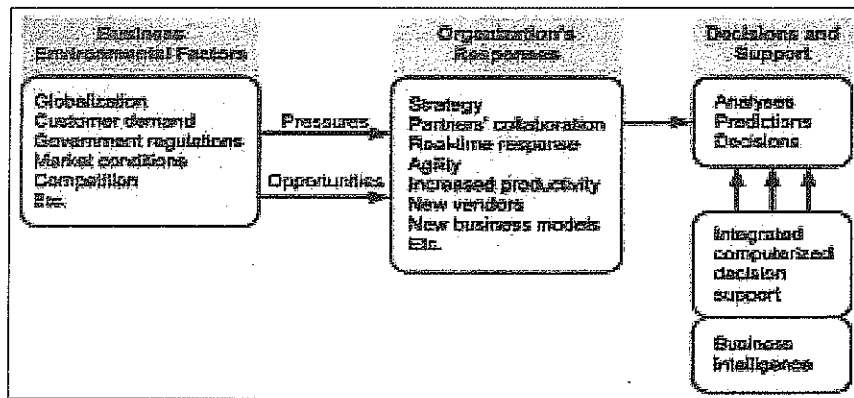 Business
Environmental Factors
Globalization
Customer demand
Government regulations
Market conditions
Competition
Etc.
Pressures
Opportunities
Organization's
Responses
Strategy
Partners' collaboration
Real-time response
Agility
Increased productivity
New vendors
New business models
Etc.
Decisions and
Support
Analyses
Predictions
Decisions
Integrated
computerized
decision
support
Business
intelligence